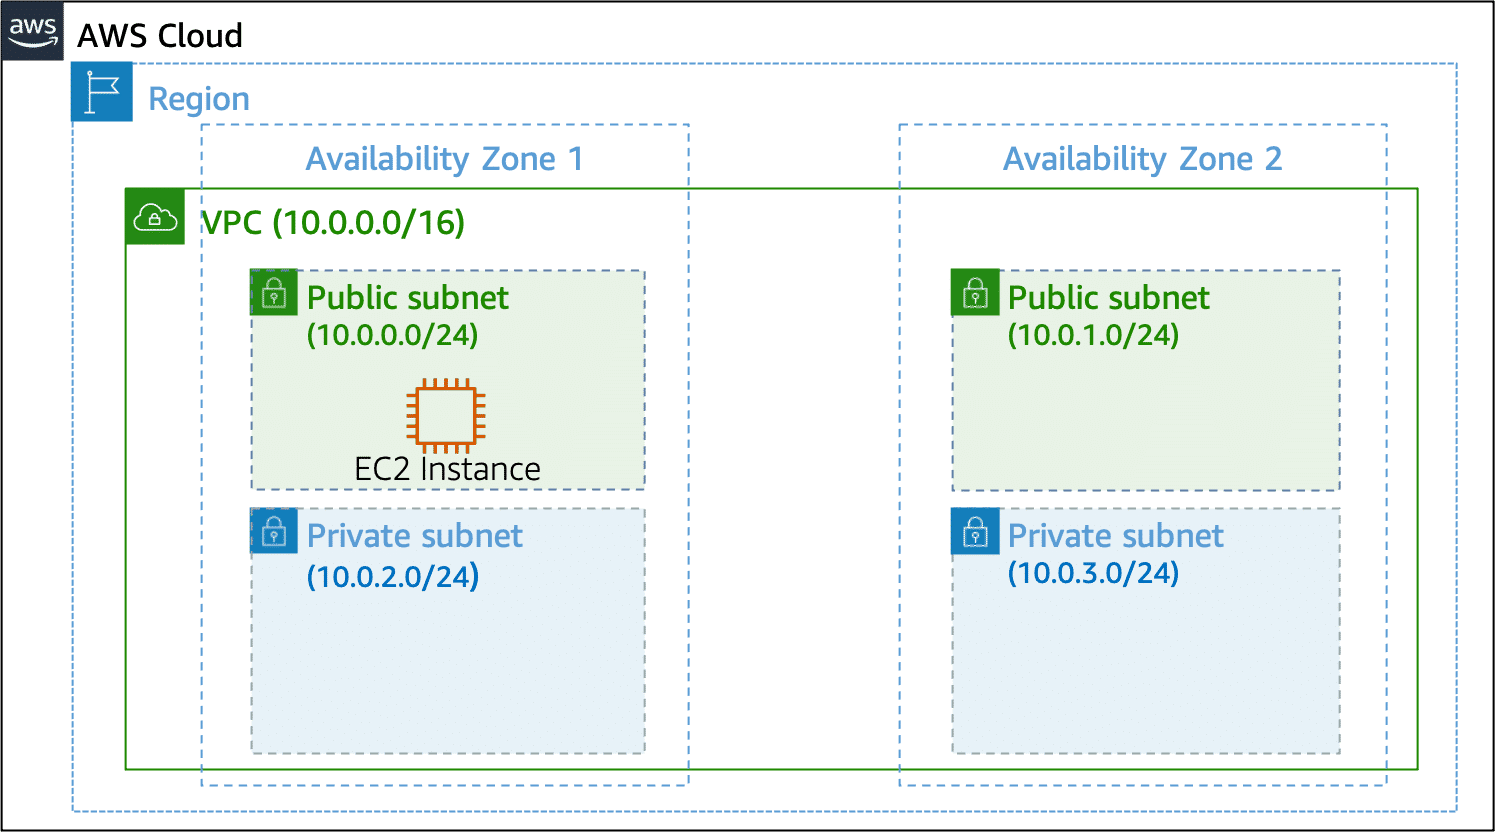 aws
AWS Cloud
Region
Availability Zone 1
Availability Zone 2
VPC (10.0.0.0/16)
Public subnet
(10.0.0.0/24)
EC2 Instance
Public subnet
(10.0.1.0/24)
Private subnet
(10.0.2.0/24)
Private subnet
(10.0.3.0/24)